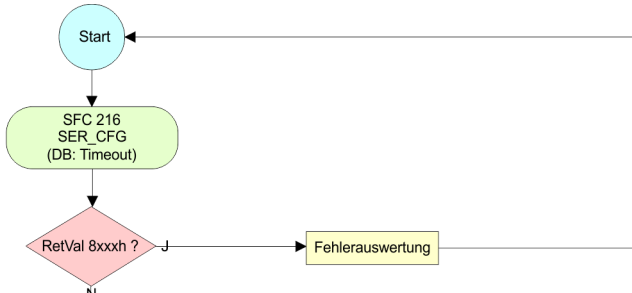 Start
SFC 216
SER_CFG
(DB: Timeout)
RetVal 8xxxh ?
J
Fehlerauswertung
N